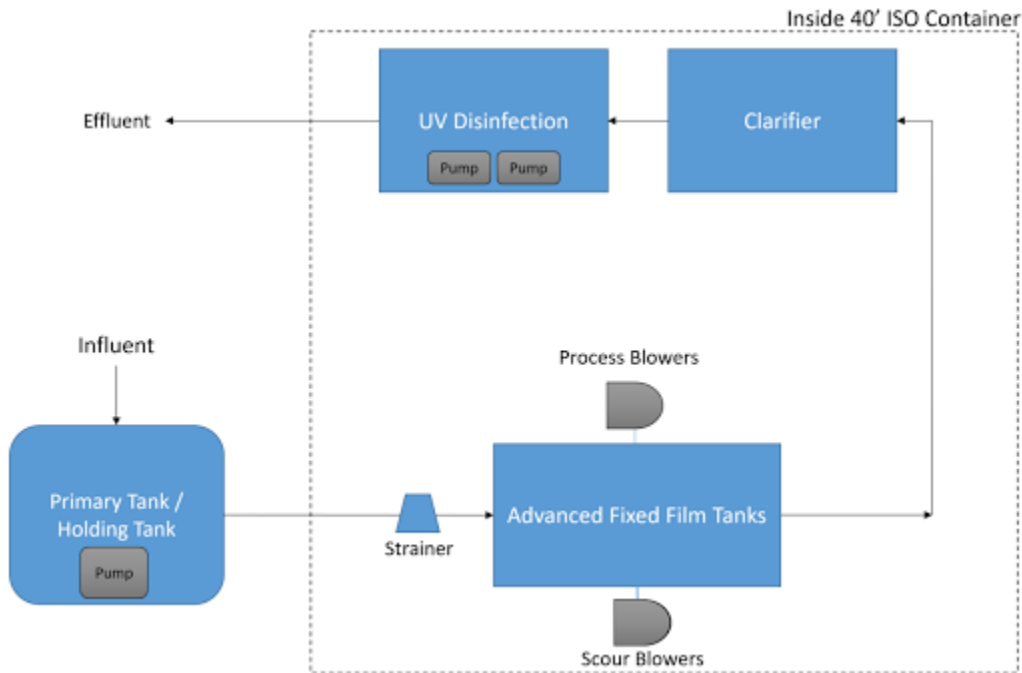 Inside 40' ISO Container
Effluent
UV Disinfection
Clarifier
Pump
Pump
Influent
Process Blowers
Primary Tank /
Holding Tank
Advanced Fixed Film Tanks
Strainer
Pump
Scour Blowers